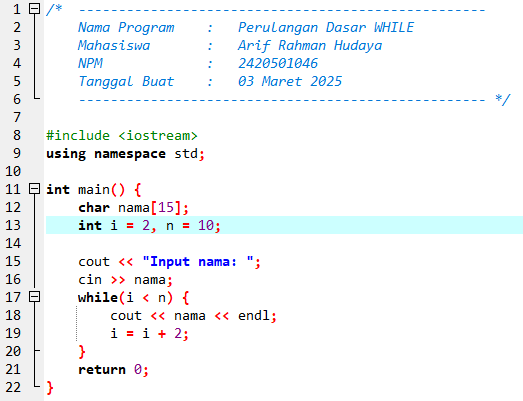 1 /* ---------------------------------------------------
2 Nama Program : Perulangan Dasar WHILE
3 Mahasiswa : Arif Rahman Hudaya
4 NPM : 2420501046
5 Tanggal Buat : 03 Maret 2025
6 --------------------------------------------------- */
7
8 #include <iostream>
9 using namespace std;
10
11 int main() {
12 char nama[15];
13 int i = 2, n = 10;
14
15 cout << "Input nama: ";
16 cin >> nama;
17 while(i < n) {
18 cout << nama << endl;
19 i = i + 2;
20 }
21 return 0;
22 }